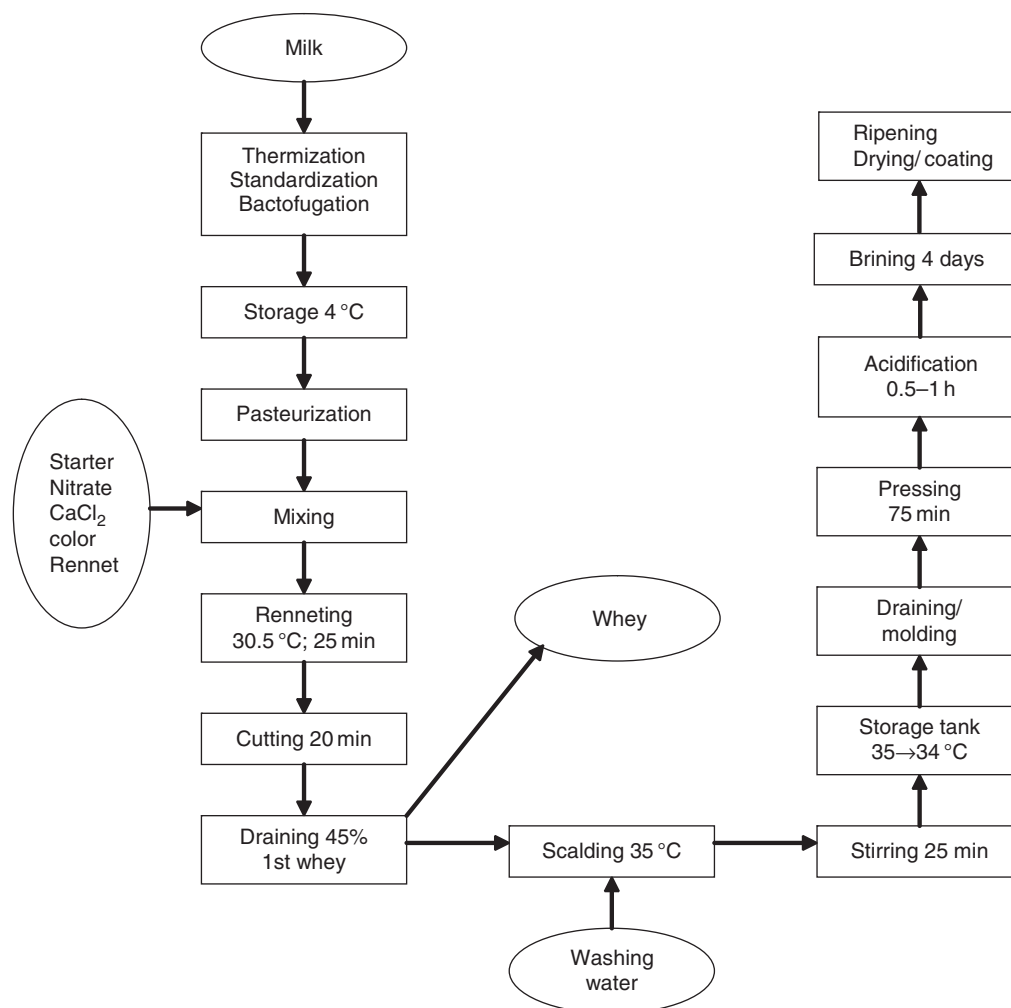 Milk
Thermization
Standardization
Bactofugation
Storage 4 °C
Pasteurization
Starter
Nitrate
CaCl₂
color
Rennet
Mixing
Renneting
30.5 °C; 25 min
Cutting 20 min
Draining 45%
1st whey
Whey
Scalding 35 °C
Washing
water
Stirring 25 min
Storage tank
35→34 °C
Draining/
molding
Pressing
75 min
Acidification
0.5–1 h
Brining 4 days
Ripening
Drying/ coating